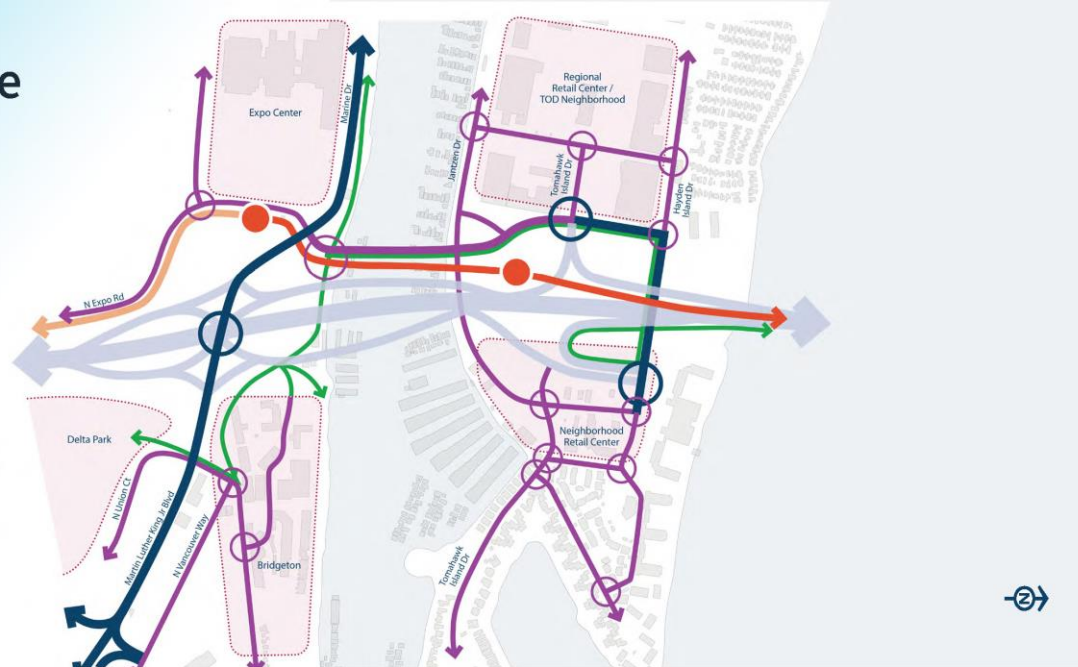 e
Expo Center
Marine Dr
Regional
Retail Center /
TOD Neighborhood
Jantzen Dr
Tomahawk
Island Dr
Hayden
Island Dr
N Expo Rd
Delta Park
N Union Ct
Martin Luther King Jr Blvd
N Vancouver Way
Bridgeton
Neighborhood
Retail Center
Tomahawk
Island Dr
N